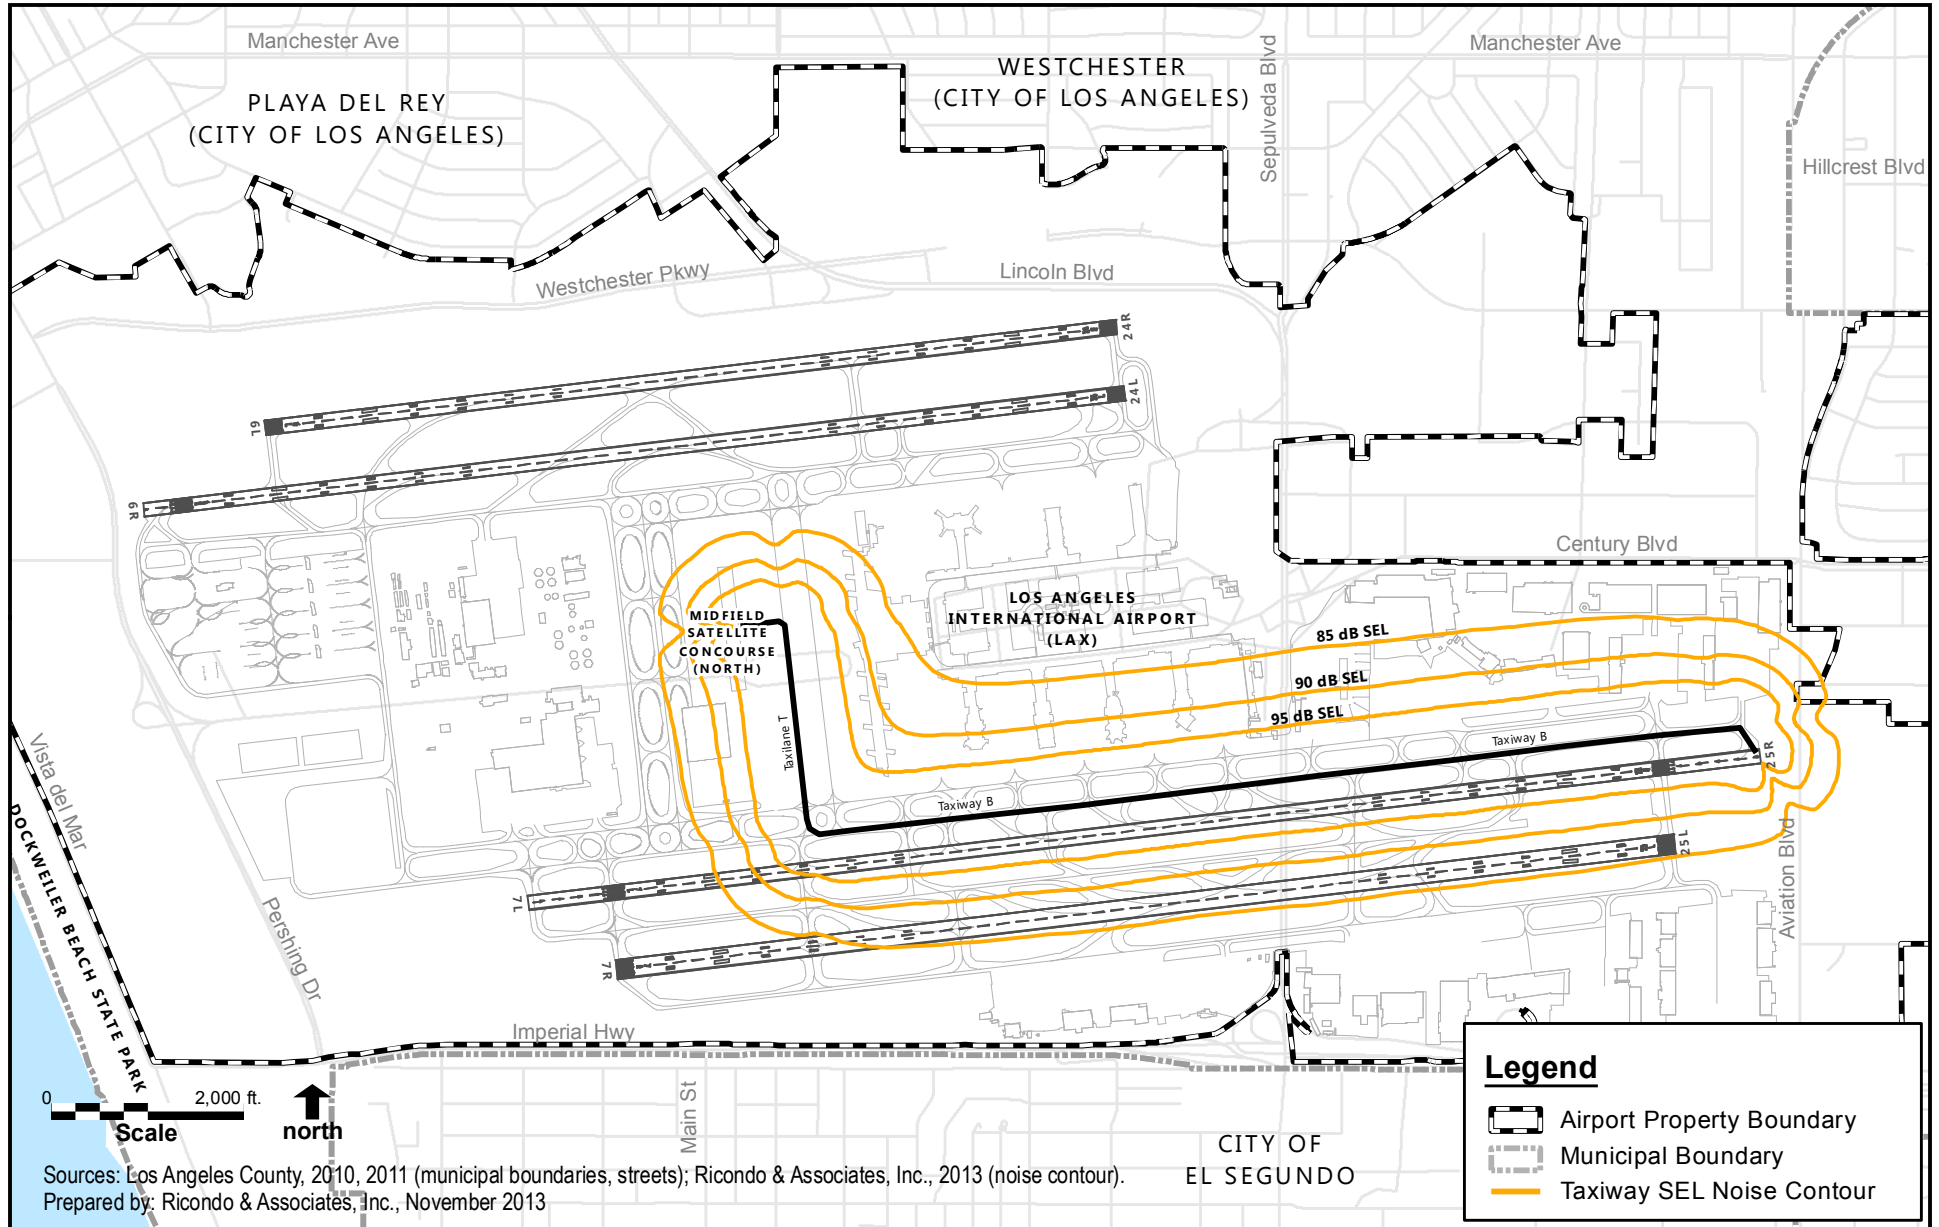 Manchester Ave
Manchester Ave
WESTCHESTER
(CITY OF LOS ANGELES)
Sepulveda Blvd
PLAYA DEL REY
(CITY OF LOS ANGELES)
Hillcrest Blvd
Westchester Pkwy
Lincoln Blvd
24R
24L
6L
6R
Century Blvd
LOS ANGELES
INTERNATIONAL AIRPORT
(LAX)
MIDFIELD
SATELLITE
CONCOURSE
(NORTH)
85 dB SEL
90 dB SEL
95 dB SEL
Taxilane T
Taxiway B
Taxiway B
25R
25L
7L
7R
Vista del Mar
DOCKWEILER BEACH STATE PARK
Pershing Dr
Aviation Blvd
Imperial Hwy
Main St
CITY OF
EL SEGUNDO
0
2,000 ft.
Scale
north
Legend
Airport Property Boundary
Municipal Boundary
Taxiway SEL Noise Contour
Sources: Los Angeles County, 2010, 2011 (municipal boundaries, streets); Ricondo & Associates, Inc., 2013 (noise contour).
Prepared by: Ricondo & Associates, Inc., November 2013